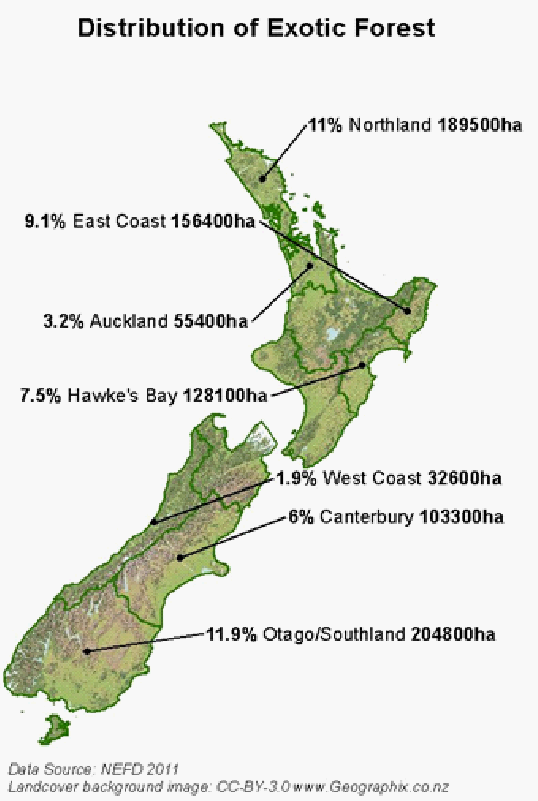 Distribution of Exotic Forest
11% Northland 189500ha
9.1% East Coast 156400ha
3.2% Auckland 55400ha
7.5% Hawke's Bay 128100ha
1.9% West Coast 32600ha
6% Canterbury 103300ha
11.9% Otago/Southland 204800ha
Data Source: NEFD 2011
Landcover background image: CC-BY-3.0 www.Geographix.co.nz